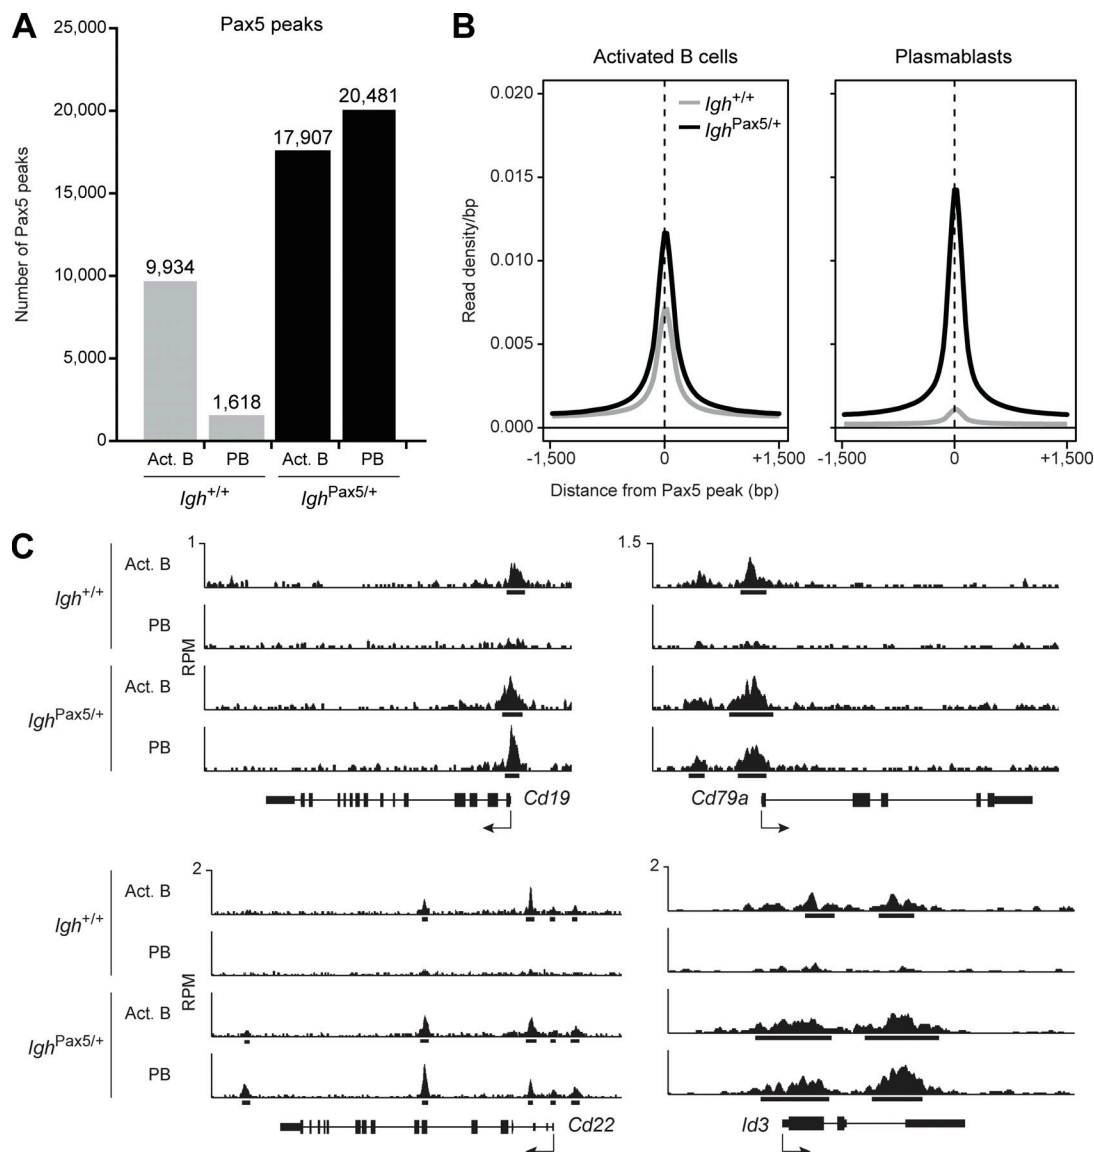 A
Pax5 peaks
Number of Pax5 peaks
25,000
20,000
15,000
10,000
5,000
0
9,934
1,618
17,907
20,481
Act. B PB Act. B PB
Igh+/+ IghPax5/+
B
Activated B cells Plasmablasts
Igh+/+
IghPax5/+
Read density/bp
0.020
0.015
0.010
0.005
0.000
-1,500 0 +1,500 -1,500 0 +1,500
Distance from Pax5 peak (bp)
C
1 1.5
Igh+/+
Act. B
PB
RPM
IghPax5/+
Act. B
PB
Cd19 Cd79a
2 2
Igh+/+
Act. B
PB
RPM
IghPax5/+
Act. B
PB
Cd22 Id3